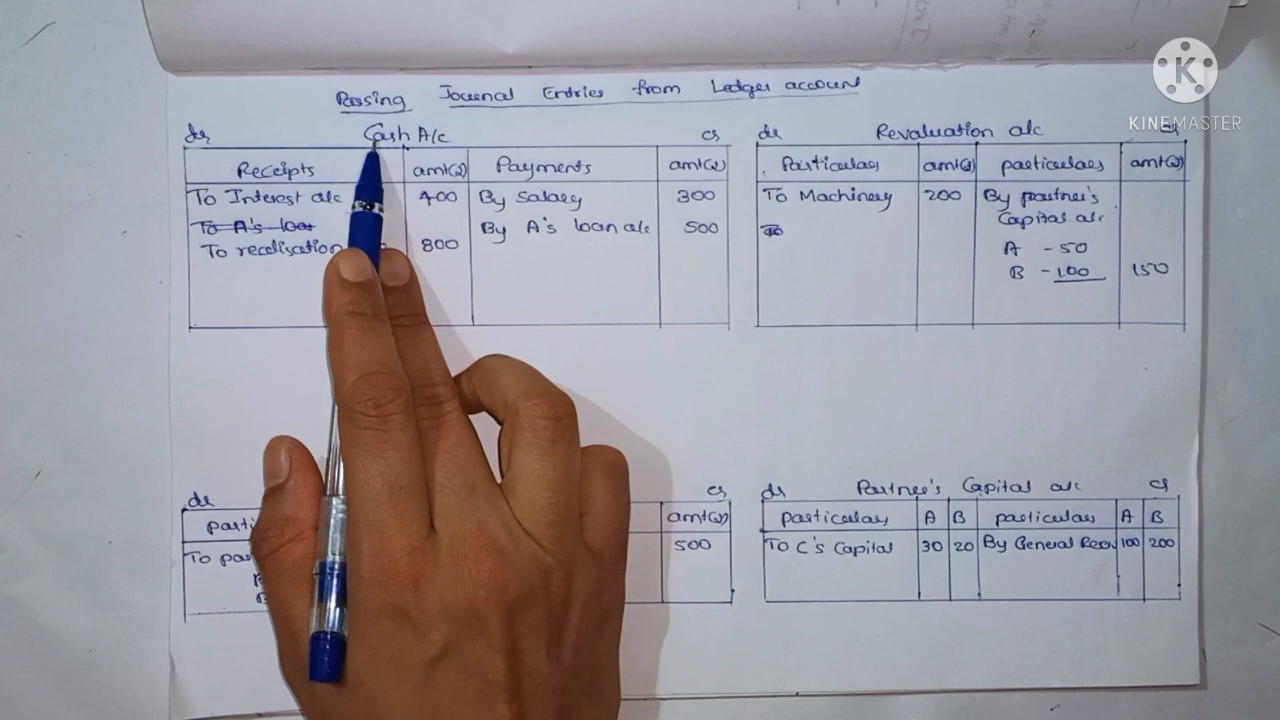 Passing Journal Entries from Ledger account
dr Cash A/c cr
Receipts amt(₹) Payments amt(₹)
To Interest a/c 400 By Salary 300
To A's loan
By A's loan a/c 500
To realisation 800
dr Revaluation a/c cr
Particulars amt(₹) particulars amt(₹)
To Machinery 200 By partner's
Capital a/c
To
A - 50
B - 100 150
dr cr
amt(₹)
500
dr Partner's Capital a/c cr
particulars A B particulars A B
To C's Capital 30 20 By General 100 200
K
KINEMASTER